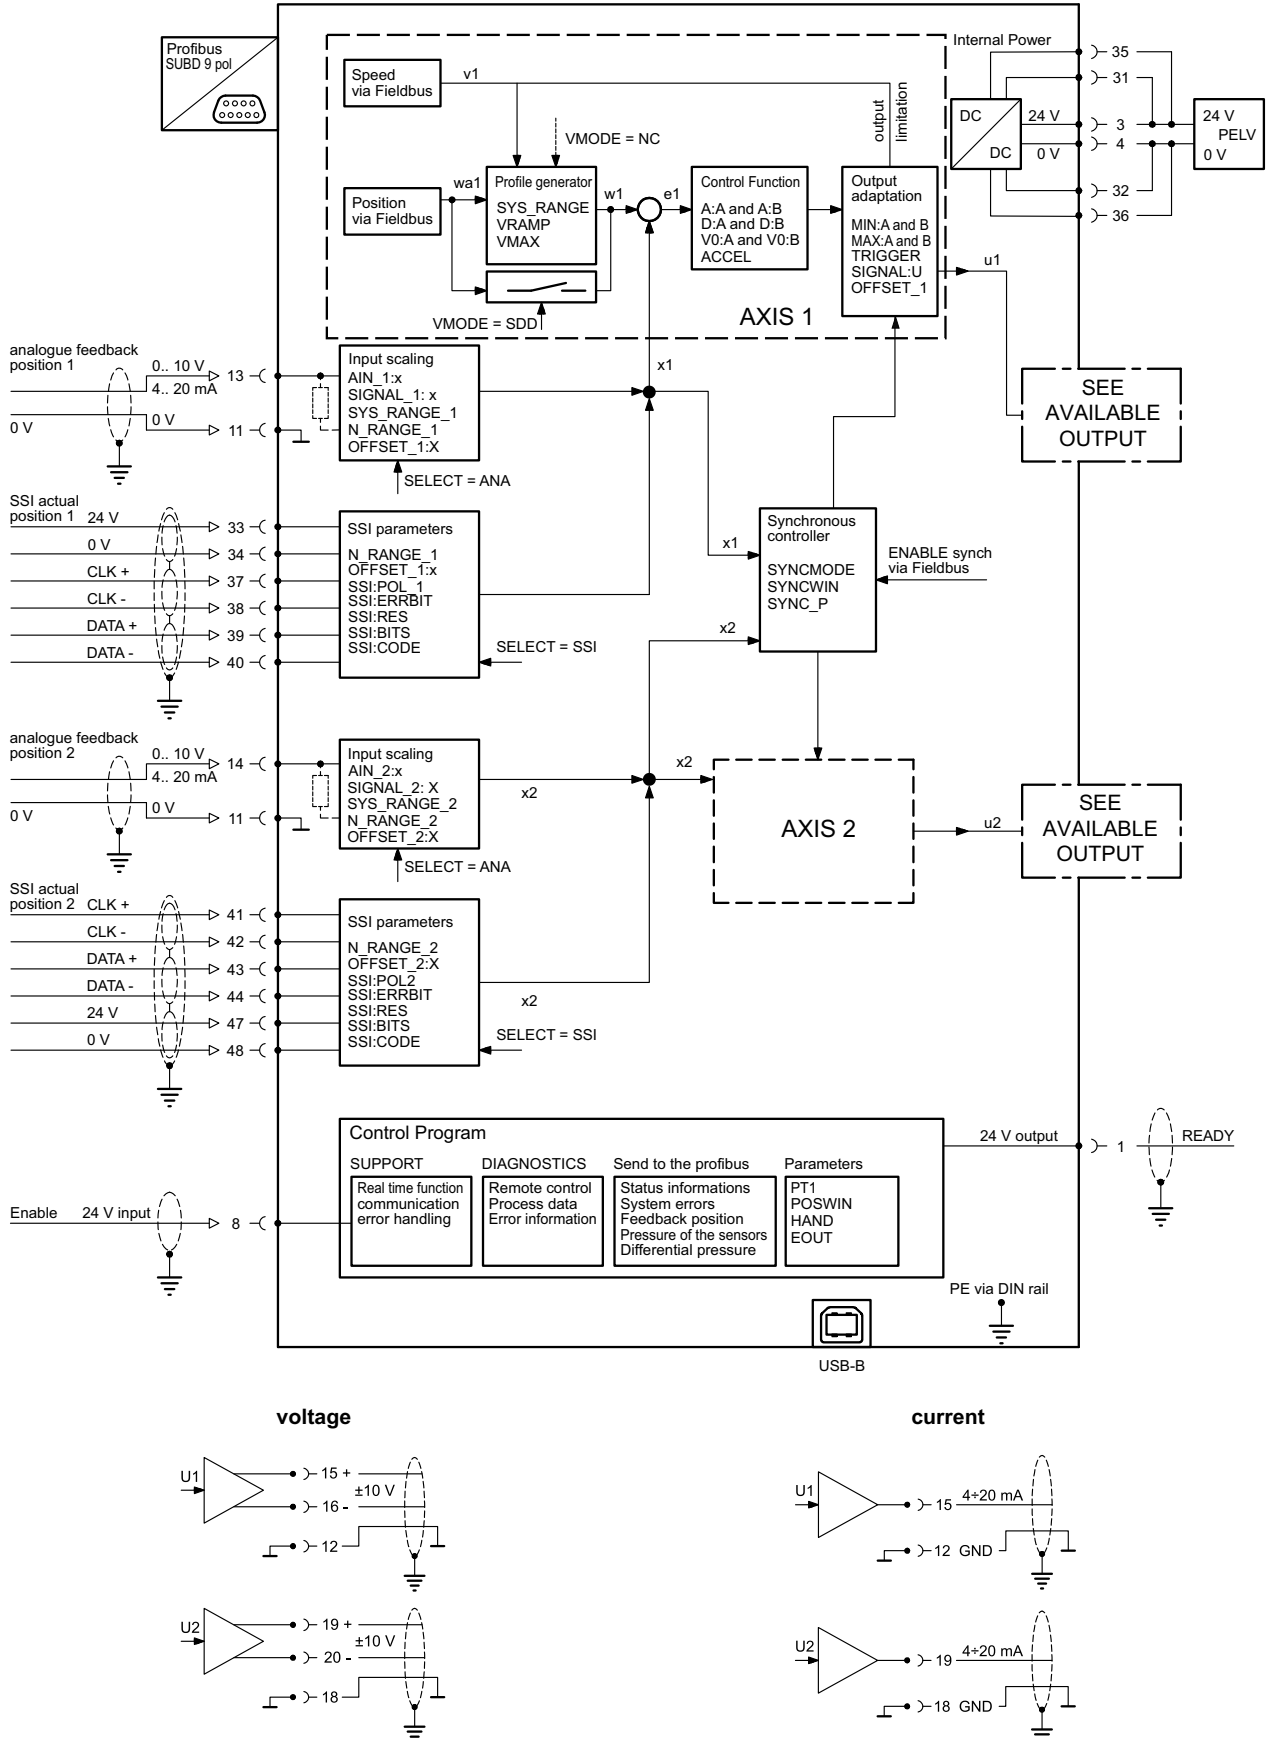 Profibus
SUBD 9 pol
Internal Power
Speed
via Fieldbus
v1
output
limitation
VMODE = NC
Position
via Fieldbus
wa1
Profile generator
SYS_RANGE
VRAMP
VMAX
w1
e1
Control Function
A:A and A:B
D:A and D:B
V0:A and V0:B
ACCEL
Output
adaptation
MIN:A and B
MAX:A and B
TRIGGER
SIGNAL:U
OFFSET_1
u1
VMODE = SDD
AXIS 1
DC
DC
24 V
0 V
35
31
3
4
32
36
24 V
PELV
0 V
analogue feedback
position 1
0.. 10 V
4.. 20 mA
13
0 V
0 V
11
Input scaling
AIN_1:x
SIGNAL_1: x
SYS_RANGE_1
N_RANGE_1
OFFSET_1:X
SELECT = ANA
x1
SEE
AVAILABLE
OUTPUT
SSI actual
position 1
24 V
33
0 V
34
CLK +
37
CLK -
38
DATA +
39
DATA -
40
SSI parameters
N_RANGE_1
OFFSET_1:x
SSI:POL_1
SSI:ERRBIT
SSI:RES
SSI:BITS
SSI:CODE
SELECT = SSI
x1
x2
Synchronous
controller
SYNCMODE
SYNCWIN
SYNC_P
ENABLE synch
via Fieldbus
analogue feedback
position 2
0.. 10 V
4.. 20 mA
14
0 V
0 V
11
Input scaling
AIN_2:x
SIGNAL_2: X
SYS_RANGE_2
N_RANGE_2
OFFSET_2:X
SELECT = ANA
x2
x2
AXIS 2
u2
SEE
AVAILABLE
OUTPUT
SSI actual
position 2
CLK +
41
CLK -
42
DATA +
43
DATA -
44
24 V
47
0 V
48
SSI parameters
N_RANGE_2
OFFSET_2:X
SSI:POL2
SSI:ERRBIT
SSI:RES
SSI:BITS
SSI:CODE
x2
SELECT = SSI
Control Program
SUPPORT
Real time function
communication
error handling
DIAGNOSTICS
Remote control
Process data
Error information
Send to the profibus
Status informations
System errors
Feedback position
Pressure of the sensors
Differential pressure
Parameters
PT1
POSWIN
HAND
EOUT
24 V output
1
READY
Enable
24 V input
8
PE via DIN rail
USB-B
voltage
U1
15 +
±10 V
16 -
12
U2
19 +
±10 V
20 -
18
current
U1
15
4÷20 mA
12 GND
U2
19
4÷20 mA
18 GND